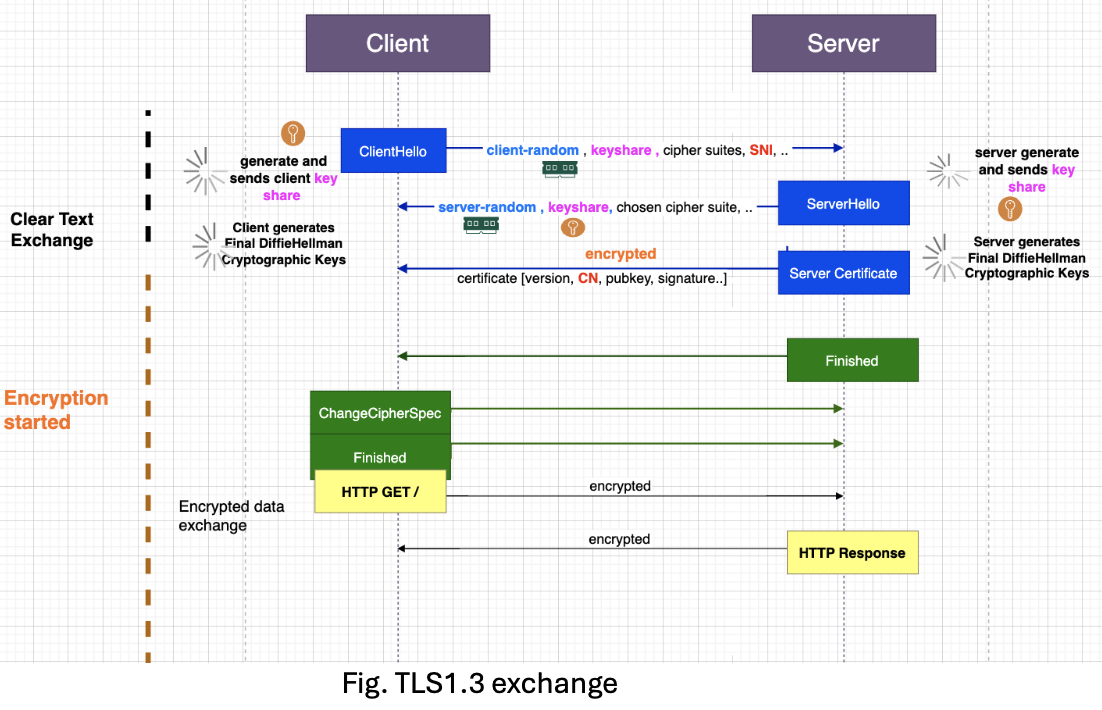 Client
Server
ClientHello
client-random , keyshare , cipher suites, SNI, ..
generate and
sends client key
share
server generate
and sends key
share
ServerHello
server-random , keyshare, chosen cipher suite, ..
Clear Text
Exchange
Client generates
Final DiffieHellman
Cryptographic Keys
Server generates
Final DiffieHellman
Cryptographic Keys
encrypted
Server Certificate
certificate [version, CN, pubkey, signature..]
Finished
Encryption
started
ChangeCipherSpec
Finished
HTTP GET /
encrypted
Encrypted data
exchange
encrypted
HTTP Response
Fig. TLS1.3 exchange